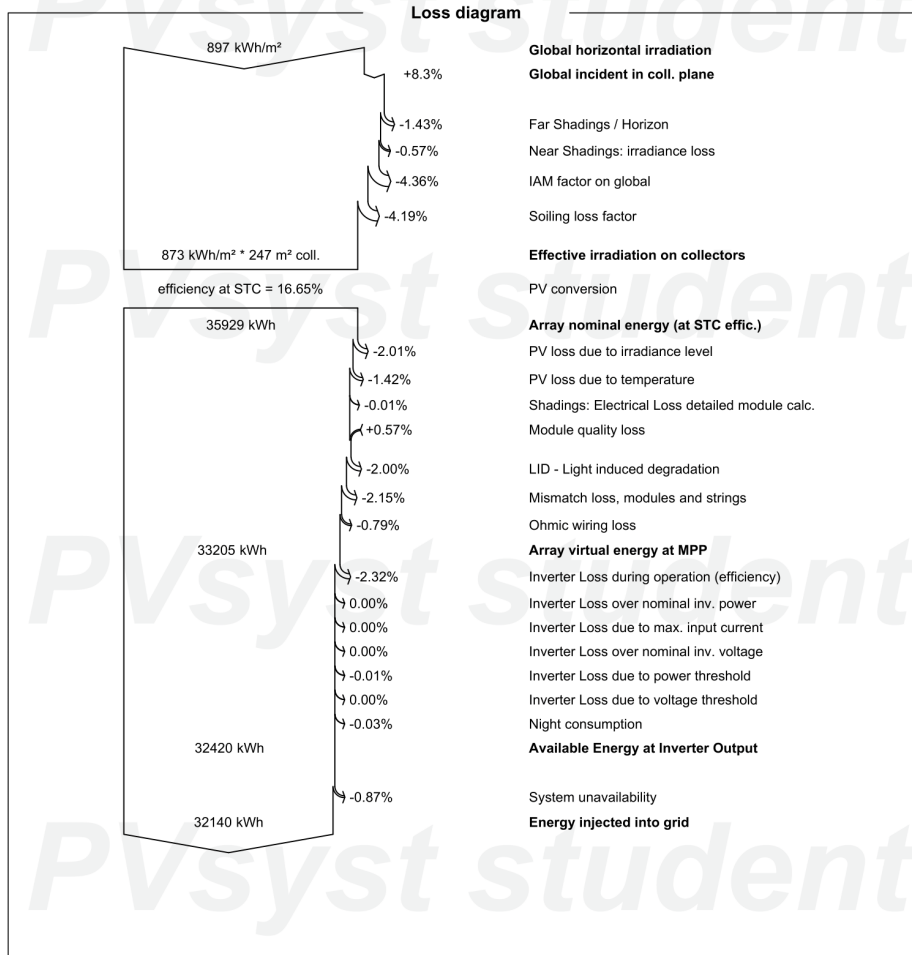 Loss diagram
897 kWh/m² Global horizontal irradiation
+8.3% Global incident in coll. plane
-1.43% Far Shadings / Horizon
-0.57% Near Shadings: irradiance loss
-4.36% IAM factor on global
-4.19% Soiling loss factor
873 kWh/m² * 247 m² coll. Effective irradiation on collectors
efficiency at STC = 16.65% PV conversion
35929 kWh Array nominal energy (at STC effic.)
-2.01% PV loss due to irradiance level
-1.42% PV loss due to temperature
-0.01% Shadings: Electrical Loss detailed module calc.
+0.57% Module quality loss
-2.00% LID - Light induced degradation
-2.15% Mismatch loss, modules and strings
-0.79% Ohmic wiring loss
33205 kWh Array virtual energy at MPP
-2.32% Inverter Loss during operation (efficiency)
0.00% Inverter Loss over nominal inv. power
0.00% Inverter Loss due to max. input current
0.00% Inverter Loss over nominal inv. voltage
-0.01% Inverter Loss due to power threshold
0.00% Inverter Loss due to voltage threshold
-0.03% Night consumption
32420 kWh Available Energy at Inverter Output
-0.87% System unavailability
32140 kWh Energy injected into grid
PVsyst student
PVsyst student
PVsyst student
PVsyst student